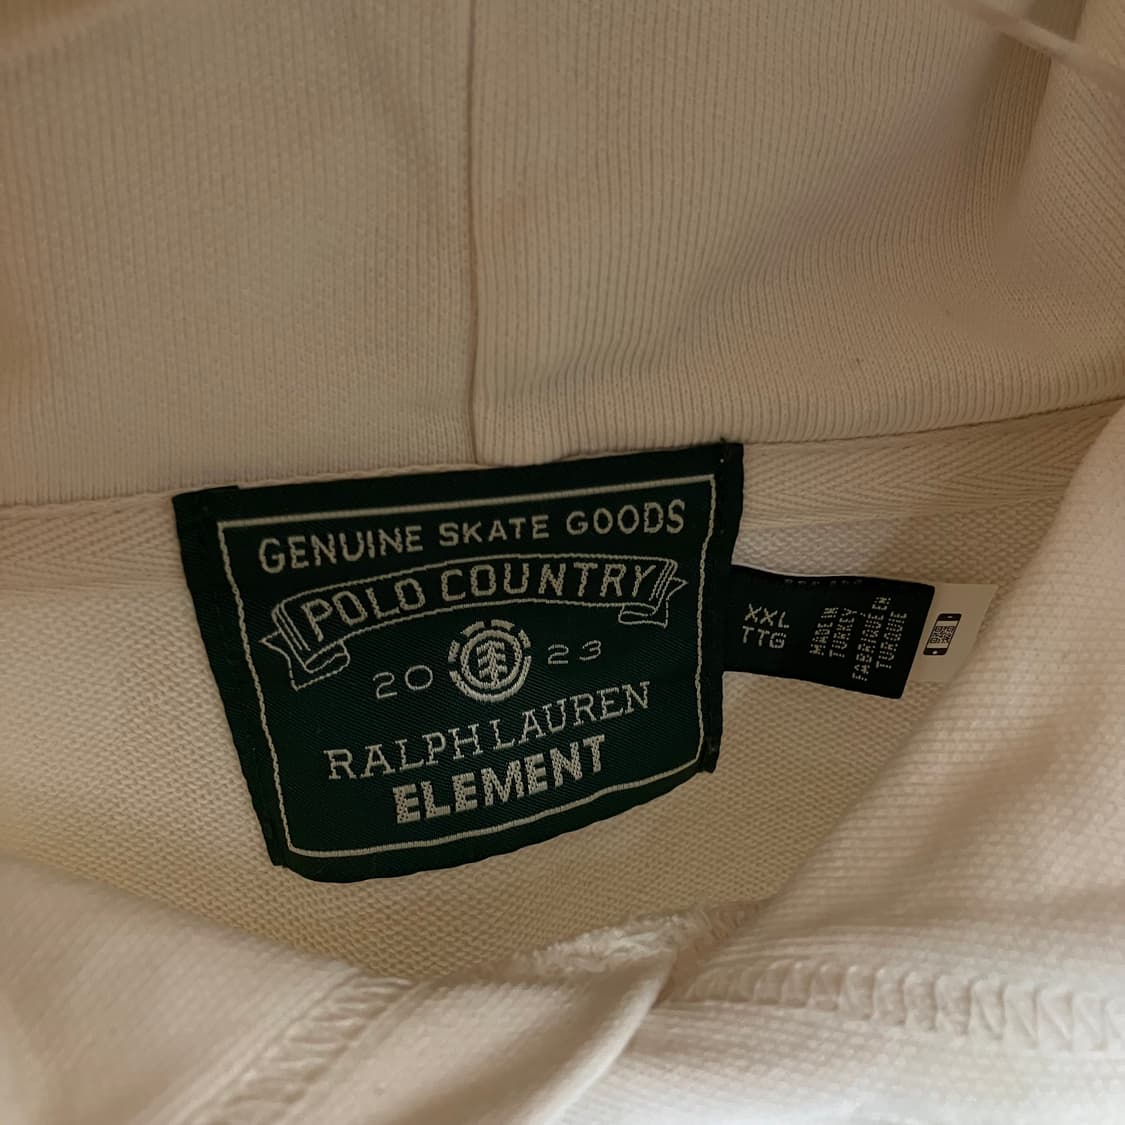 GENUINE SKATE GOODS
POLO COUNTRY
20 23
RALPH LAUREN
ELEMENT
XXL
TTG
MADE IN
TURKEY
FABRIQUÉ EN
TURQUIE